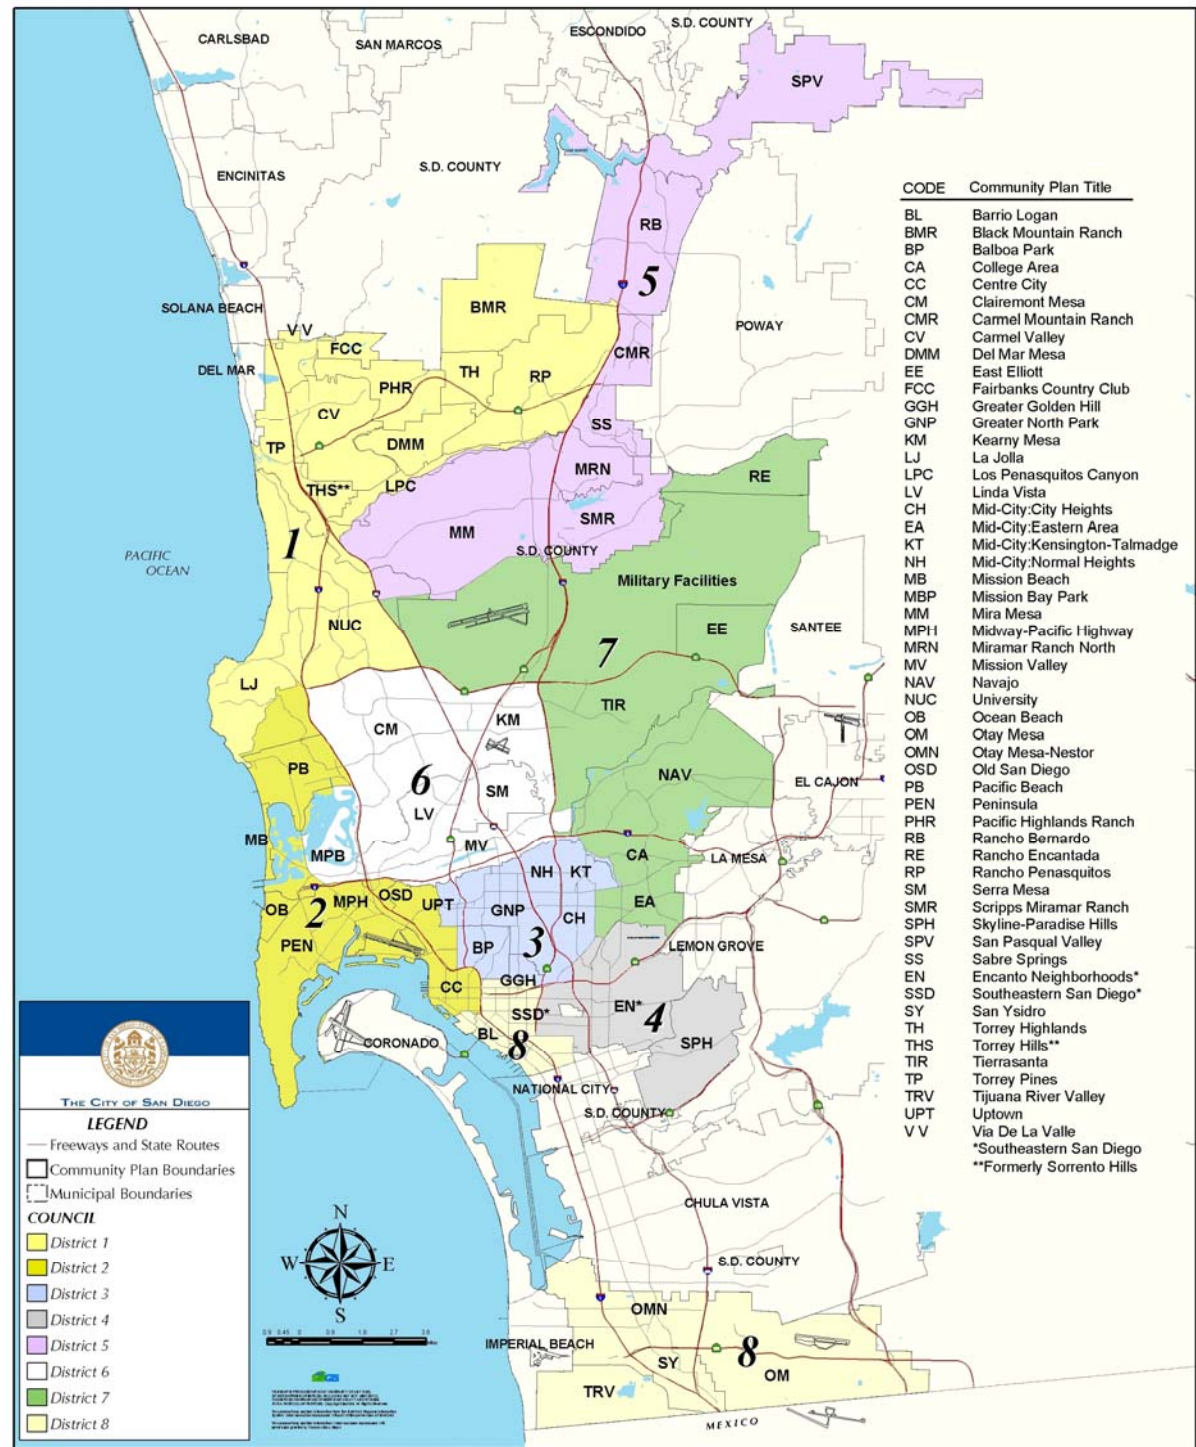 S.D. COUNTY
ESCONDIDO
CARLSBAD
SAN MARCOS
SPV
ENCINITAS
S.D. COUNTY
RB
5
SOLANA BEACH
BMR
V V
FCC
POWAY
CMR
DEL MAR
PHR
TH
RP
CV
TP
DMM
SS
THS**
LPC
MRN
RE
SMR
MM
1
S.D. COUNTY
PACIFIC
OCEAN
Military Facilities
NUC
EE
SANTEE
7
LJ
TIR
CM
KM
PB
6
NAV
EL CAJON
SM
LV
MB
MPB
MV
CA
LA MESA
NH
KT
OB
2
MPH
OSD
UPT
GNP
CH
EA
PEN
BP
3
LEMON GROVE
GGH
CC
SSD*
EN*
4
BL
8
SPH
CORONADO
NATIONAL CITY
S.D. COUNTY
CHULA VISTA
S.D. COUNTY
OMN
IMPERIAL BEACH
SY
8
OM
TRV
MEXICO
CODE Community Plan Title
BL Barrio Logan
BMR Black Mountain Ranch
BP Balboa Park
CA College Area
CC Centre City
CM Clairemont Mesa
CMR Carmel Mountain Ranch
CV Carmel Valley
DMM Del Mar Mesa
EE East Elliott
FCC Fairbanks Country Club
GGH Greater Golden Hill
GNP Greater North Park
KM Kearny Mesa
LJ La Jolla
LPC Los Penasquitos Canyon
LV Linda Vista
CH Mid-City:City Heights
EA Mid-City:Eastern Area
KT Mid-City:Kensington-Talmadge
NH Mid-City:Normal Heights
MB Mission Beach
MBP Mission Bay Park
MM Mira Mesa
MPH Midway-Pacific Highway
MRN Miramar Ranch North
MV Mission Valley
NAV Navajo
NUC University
OB Ocean Beach
OM Otay Mesa
OMN Otay Mesa-Nestor
OSD Old San Diego
PB Pacific Beach
PEN Peninsula
PHR Pacific Highlands Ranch
RB Rancho Bernardo
RE Rancho Encantada
RP Rancho Penasquitos
SM Serra Mesa
SMR Scripps Miramar Ranch
SPH Skyline-Paradise Hills
SPV San Pasqual Valley
SS Sabre Springs
EN Encanto Neighborhoods*
SSD Southeastern San Diego*
SY San Ysidro
TH Torrey Highlands
THS Torrey Hills**
TIR Tierrasanta
TP Torrey Pines
TRV Tijuana River Valley
UPT Uptown
V V Via De La Valle
*Southeastern San Diego
**Formerly Sorrento Hills
THE CITY OF SAN DIEGO
LEGEND
Freeways and State Routes
Community Plan Boundaries
Municipal Boundaries
COUNCIL
District 1
District 2
District 3
District 4
District 5
District 6
District 7
District 8
N
W E
S
0.9 0.45 0 0.9 1.8 2.7 3.6